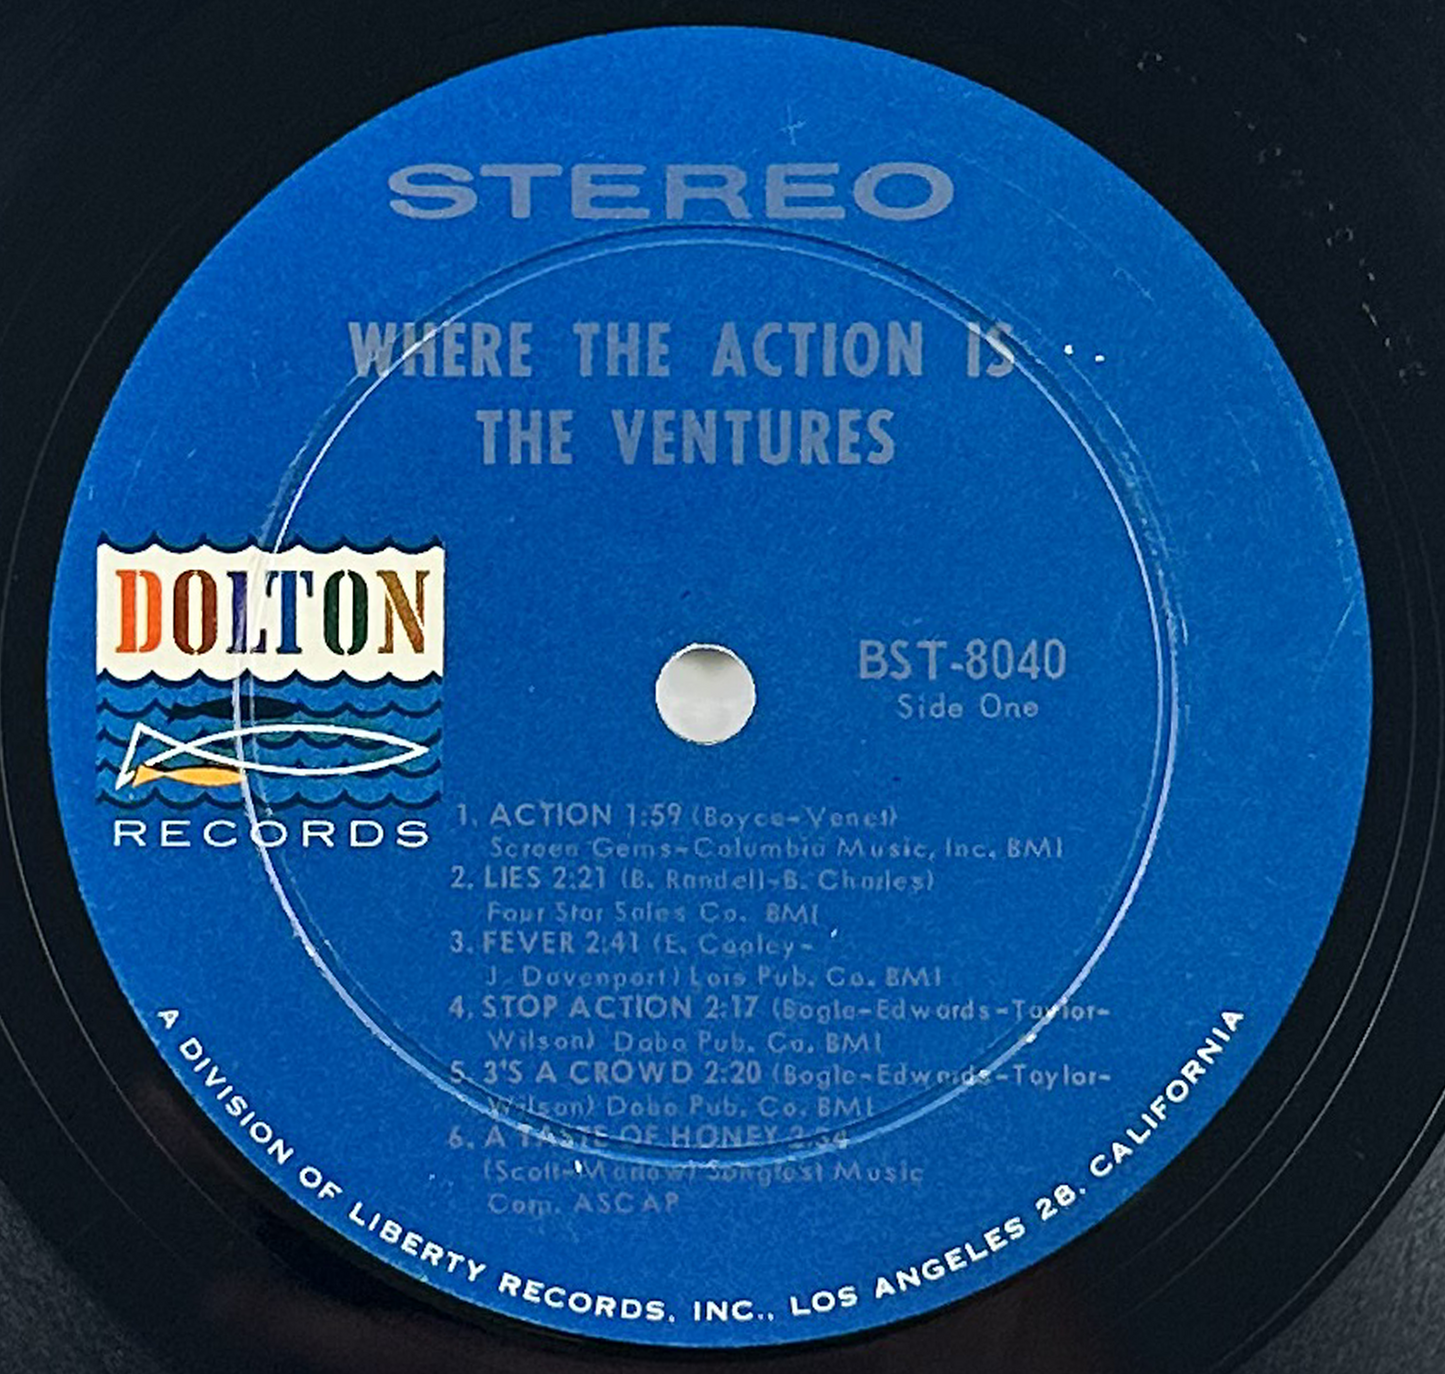 STEREO
WHERE THE ACTION IS
THE VENTURES
DOLTON
RECORDS
BST-8040
Side One
1. ACTION 1:59 (Boyce-Venet)
Screen Gems-Columbia Music, Inc. BMI
2. LIES 2:21 (B. Randell-B. Charles)
Four Star Sales Co. BMI
3. FEVER 2:41 (E. Cooley-
J. Davenport) Lois Pub. Co. BMI
4. STOP ACTION 2:17 (Bogle-Edwards-Taylor-
Wilson) Dobo Pub. Co. BMI
5. 3'S A CROWD 2:20 (Bogle-Edwards-Taylor-
Wilson) Dobo Pub. Co. BMI
6. A TASTE OF HONEY
(Scott-Marlow) Songfest Music
Corp. ASCAP
A DIVISION OF LIBERTY RECORDS, INC., LOS ANGELES 28, CALIFORNIA